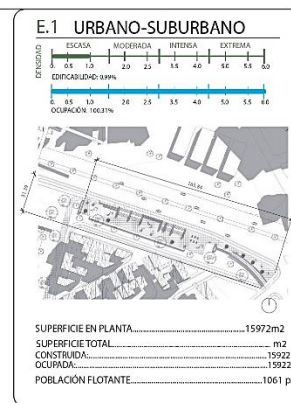 E.1 URBANO-SUBURBANO
DENSIDAD
ESCASA MODERADA INTENSA EXTREMA
0. 0.5 1.0 2.0 2.5 3.5 4.0 5.0 5.5 6.0
EDIFICABILIDAD: 0.99%
0. 0.5 1.0 2.0 2.5 3.5 4.0 5.0 5.5 6.0
OCUPACIÓN: 100.31%
SUPERFICIE EN PLANTA........................15972m2
SUPERFICIE TOTAL........................ m2
CONSTRUIDA:........................15922
OCUPADA:........................15922
POBLACIÓN FLOTANTE........................1061 p